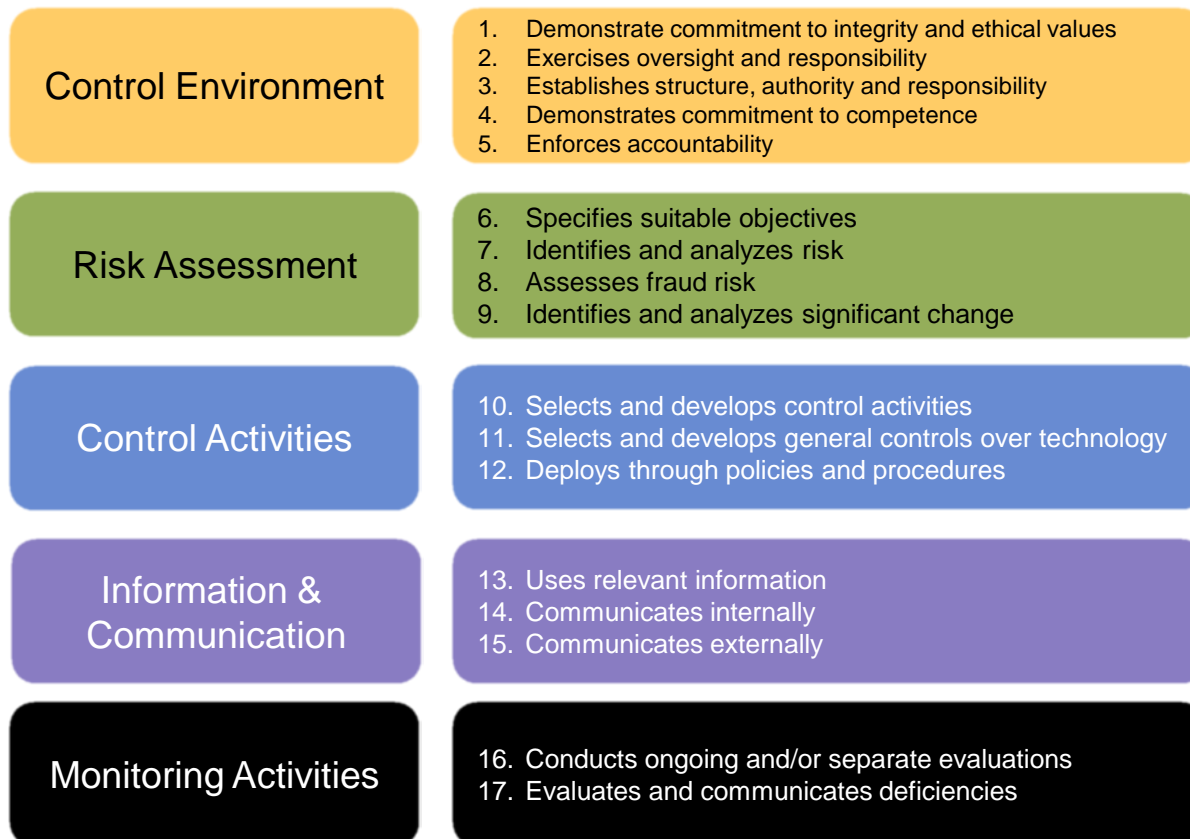 Control Environment
1. Demonstrate commitment to integrity and ethical values
2. Exercises oversight and responsibility
3. Establishes structure, authority and responsibility
4. Demonstrates commitment to competence
5. Enforces accountability
Risk Assessment
6. Specifies suitable objectives
7. Identifies and analyzes risk
8. Assesses fraud risk
9. Identifies and analyzes significant change
Control Activities
10. Selects and develops control activities
11. Selects and develops general controls over technology
12. Deploys through policies and procedures
Information &
Communication
13. Uses relevant information
14. Communicates internally
15. Communicates externally
Monitoring Activities
16. Conducts ongoing and/or separate evaluations
17. Evaluates and communicates deficiencies